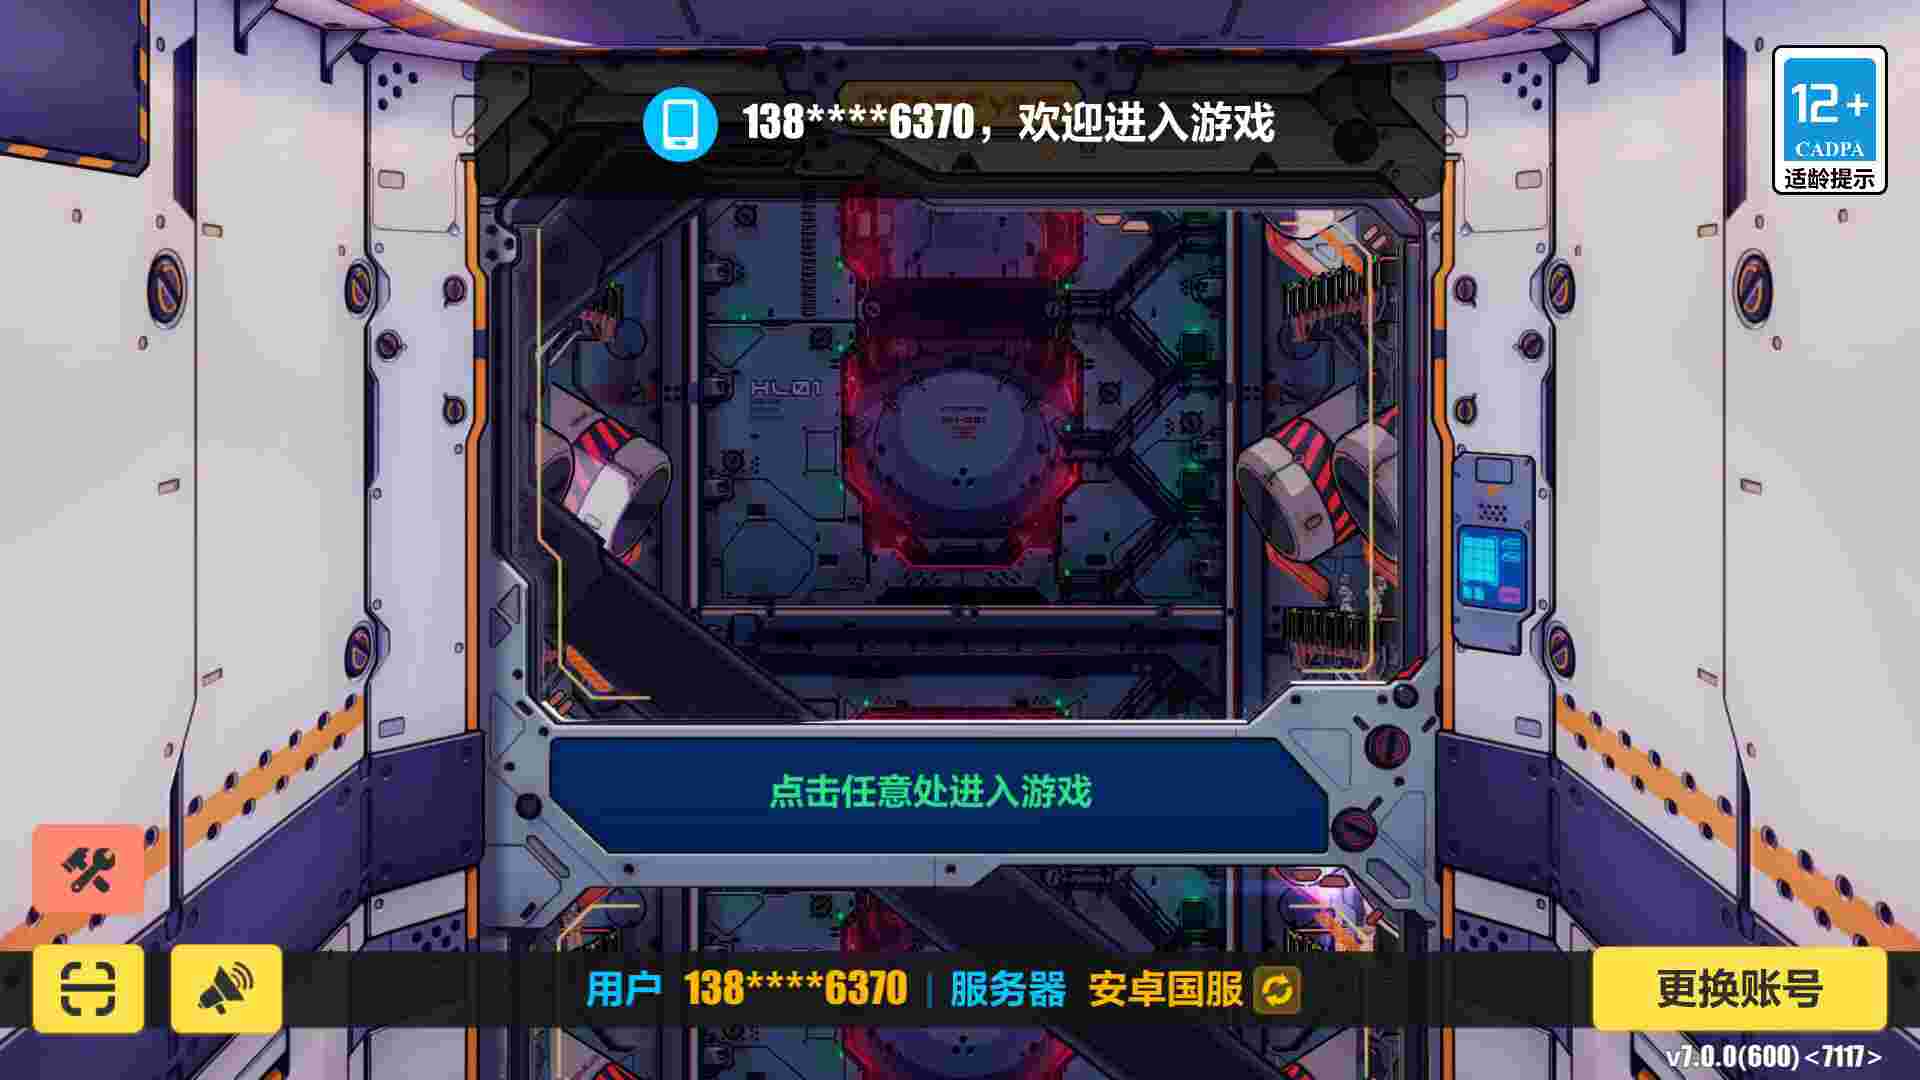 138****6370，欢迎进入游戏
12+
CADPA
适龄提示
HL01
点击任意处进入游戏
用户 138****6370 | 服务器 安卓国服
更换账号
v7.0.0(600)<7117>